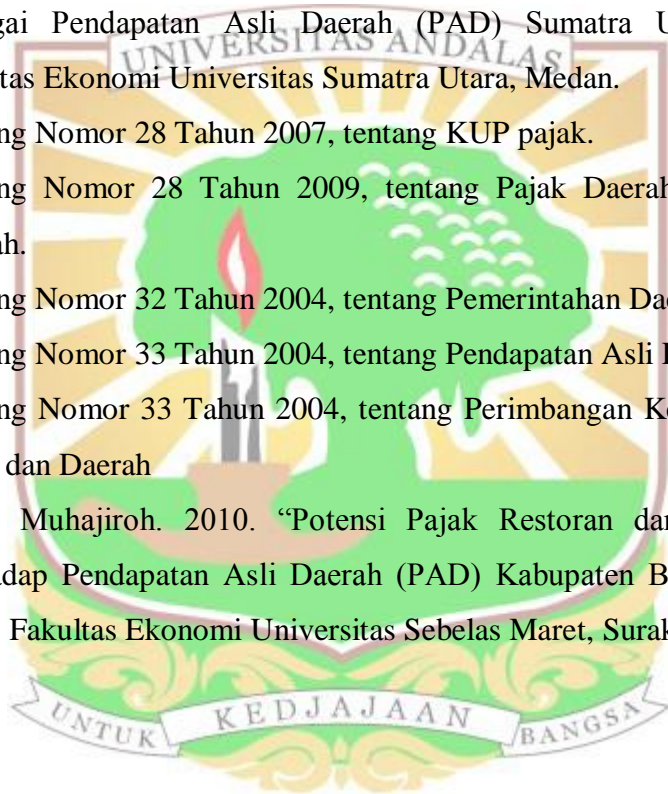 gai Pendapatan Asli Daerah (PAD) Sumatra U
UNIVERSITAS ANDALAS
tas Ekonomi Universitas Sumatra Utara, Medan.
ng Nomor 28 Tahun 2007, tentang KUP pajak.
ng Nomor 28 Tahun 2009, tentang Pajak Daerah
ah.
ng Nomor 32 Tahun 2004, tentang Pemerintahan Da
ng Nomor 33 Tahun 2004, tentang Pendapatan Asli
ng Nomor 33 Tahun 2004, tentang Perimbangan Ke
dan Daerah
Muhajiroh. 2010. “Potensi Pajak Restoran dan
adap Pendapatan Asli Daerah (PAD) Kabupaten B
Fakultas Ekonomi Universitas Sebelas Maret, Surak
UNTUK KEDJAJAAN BANGSA